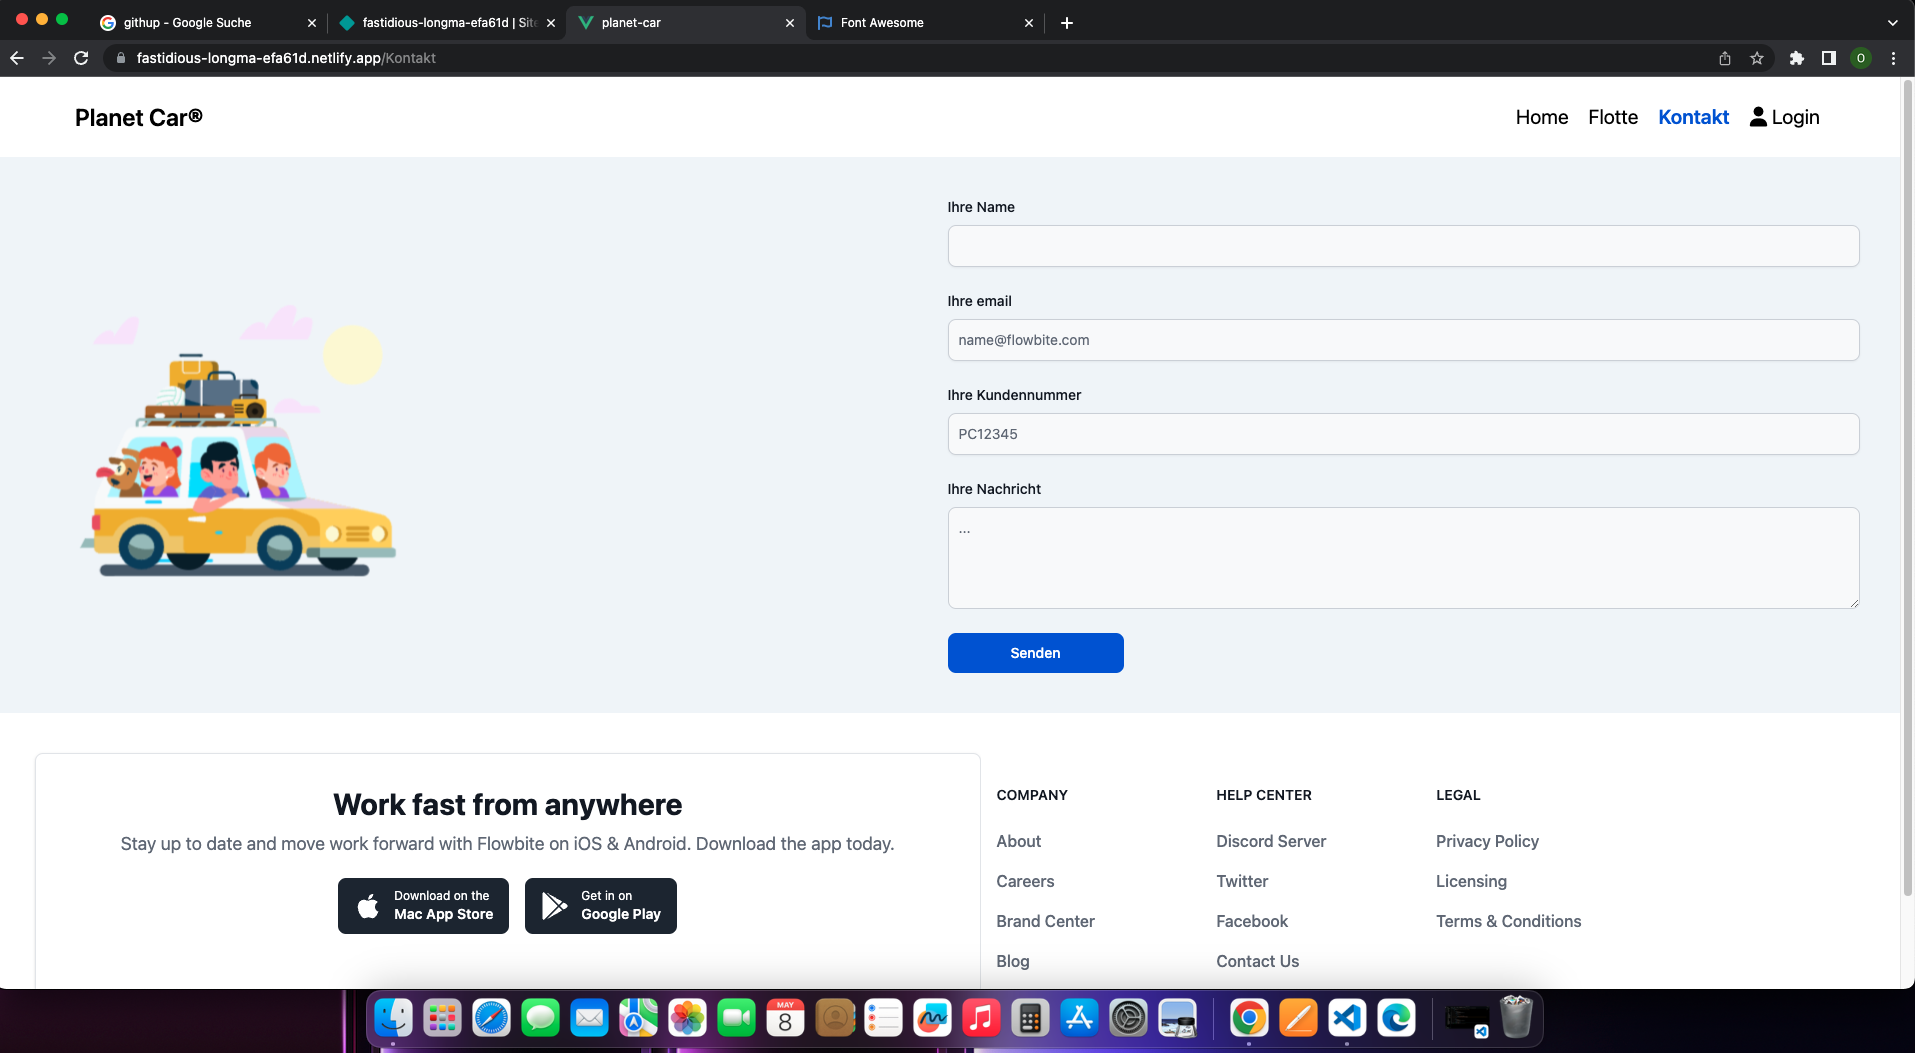 githup - Google Suche
fastidious-longma-efa61d | Site
planet-car
Font Awesome
fastidious-longma-efa61d.netlify.app/Kontakt
O
Planet Car®
Home Flotte Kontakt Login
Ihre Name
Ihre email
name@flowbite.com
Ihre Kundennummer
PC12345
Ihre Nachricht
...
Senden
Work fast from anywhere
Stay up to date and move work forward with Flowbite on iOS & Android. Download the app today.
Download on the
Mac App Store
Get in on
Google Play
COMPANY
About
Careers
Brand Center
Blog
HELP CENTER
Discord Server
Twitter
Facebook
Contact Us
LEGAL
Privacy Policy
Licensing
Terms & Conditions
MAY
8